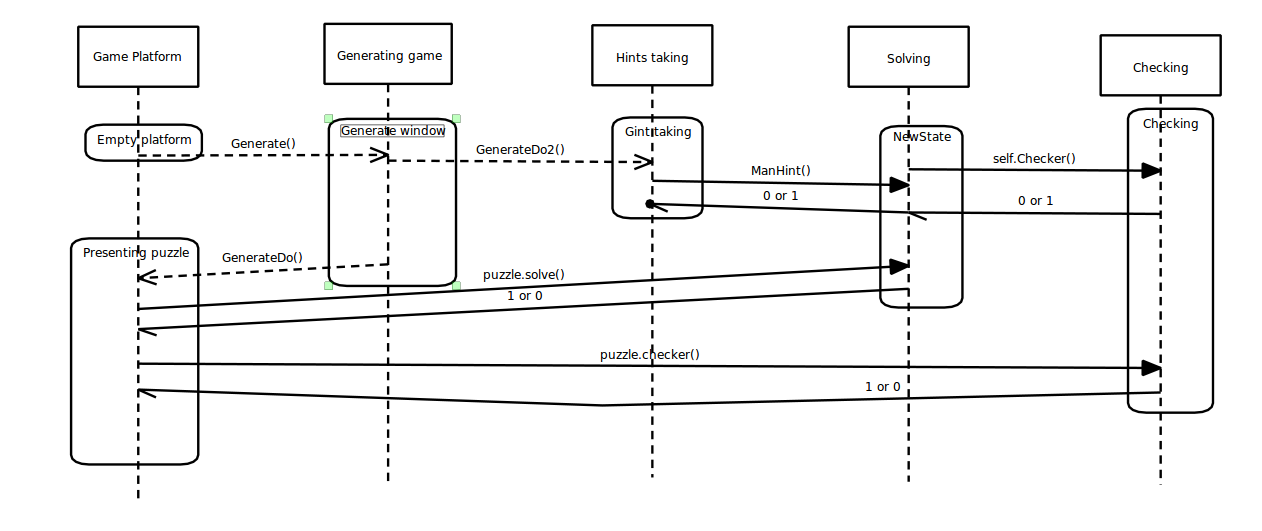 Game Platform
Generating game
Hints taking
Solving
Checking
Empty platform
Generate()
Generate window
GenerateDo2()
Gint taking
ManHint()
0 or 1
NewState
self.Checker()
0 or 1
Checking
Presenting puzzle
GenerateDo()
puzzle.solve()
1 or 0
puzzle.checker()
1 or 0